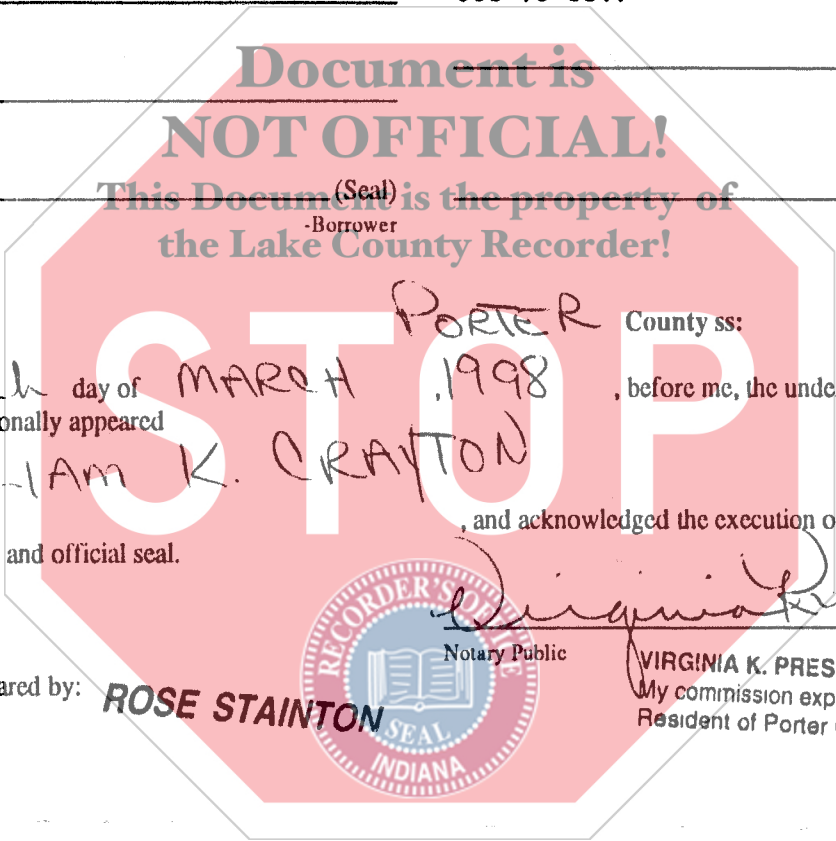 Document is
NOT OFFICIAL!
(Seal)
This Document is the property of
-Borrower
the Lake County Recorder!
PORTER County ss:
day of MARCH ,1998 , before me, the unde
onally appeared
IAM K. CRAYTON
STOP
, and acknowledged the execution o
and official seal.
Virginia
Notary Public
VIRGINIA K. PRES
My commission exp
Resident of Porter
ared by: ROSE STAINTON
RECORDER'S OFFICE
SEAL
INDIANA